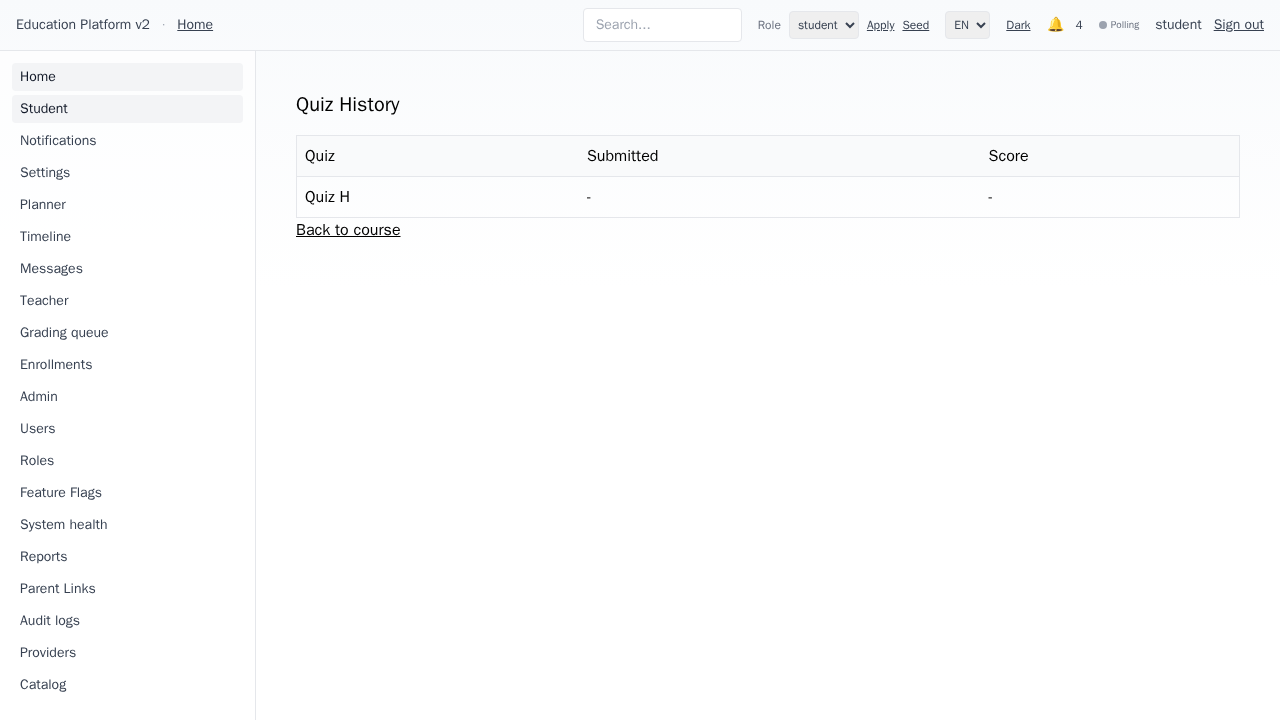 Education Platform v2 · Home
Search...
Role student Apply Seed EN Dark 🔔 4 Polling student Sign out
Home
Student
Notifications
Settings
Planner
Timeline
Messages
Teacher
Grading queue
Enrollments
Admin
Users
Roles
Feature Flags
System health
Reports
Parent Links
Audit logs
Providers
Catalog
Quiz History
Quiz Submitted Score
Quiz H - -
Back to course